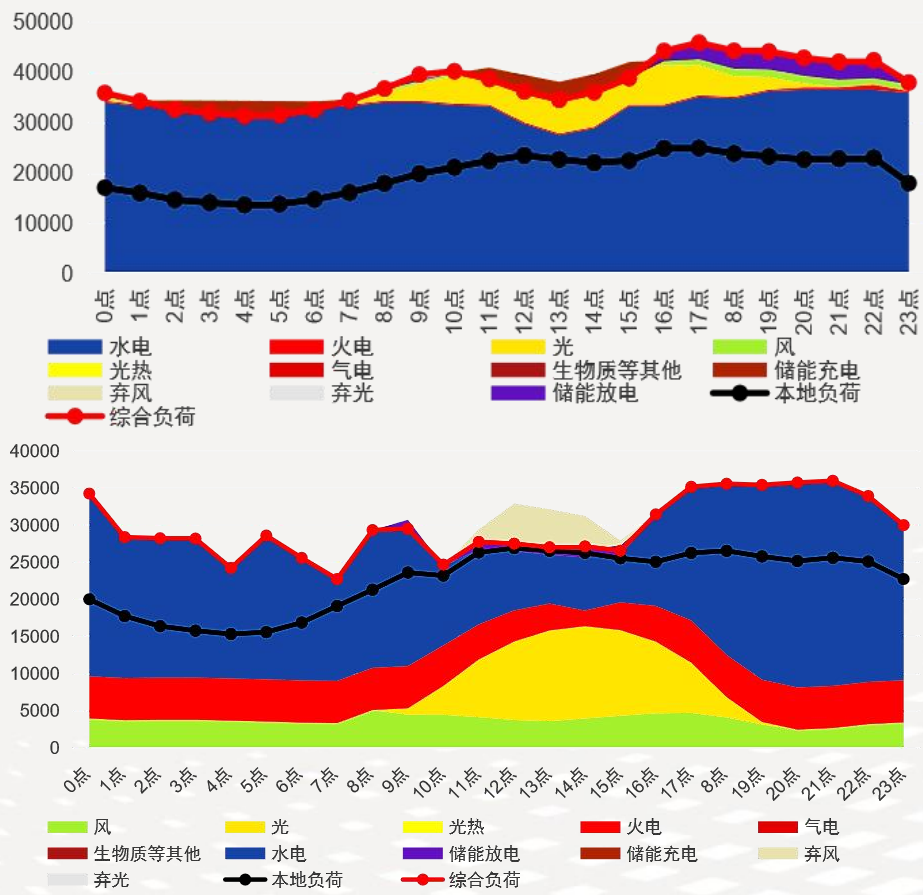 50000
40000
30000
20000
10000
0
0点 1点 2点 3点 4点 5点 6点 7点 8点 9点 10点 11点 12点 13点 14点 15点 16点 17点 18点 19点 20点 21点 22点 23点
水电 火电 光 风
光热 气电 生物质等其他 储能充电
弃风 弃光 储能放电 本地负荷
综合负荷
40000
35000
30000
25000
20000
15000
10000
5000
0
0点 1点 2点 3点 4点 5点 6点 7点 8点 9点 10点 11点 12点 13点 14点 15点 16点 17点 18点 19点 20点 21点 22点 23点
风 光 光热 火电 气电
生物质等其他 水电 储能放电 储能充电 弃风
弃光 本地负荷 综合负荷